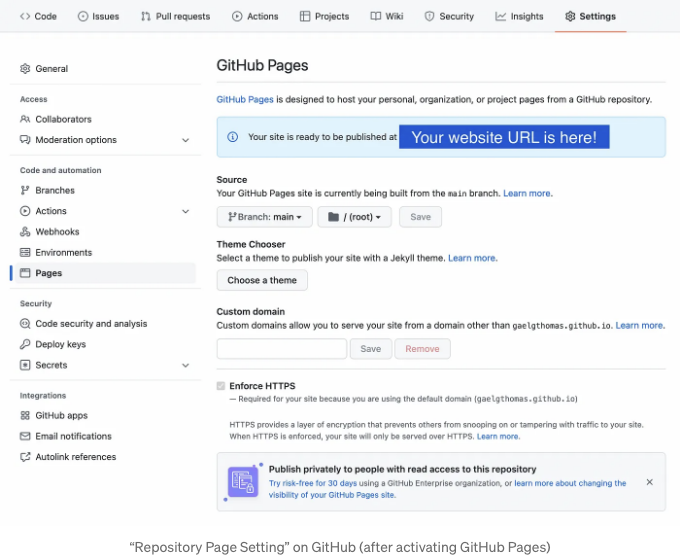 Code
Issues
Pull requests
Actions
Projects
Wiki
Security
Insights
Settings
General
Access
Collaborators
Moderation options
Code and automation
Branches
Actions
Webhooks
Environments
Pages
Security
Code security and analysis
Deploy keys
Secrets
Integrations
GitHub apps
Email notifications
Autolink references
GitHub Pages
GitHub Pages is designed to host your personal, organization, or project pages from a GitHub repository.
Your site is ready to be published at Your website URL is here!
Source
Your GitHub Pages site is currently being built from the main branch. Learn more.
Branch: main
/ (root)
Save
Theme Chooser
Select a theme to publish your site with a Jekyll theme. Learn more.
Choose a theme
Custom domain
Custom domains allow you to serve your site from a domain other than gaelgthomas.github.io. Learn more.
Save
Remove
Enforce HTTPS
— Required for your site because you are using the default domain (gaelgthomas.github.io)
HTTPS provides a layer of encryption that prevents others from snooping on or tampering with traffic to your site.
When HTTPS is enforced, your site will only be served over HTTPS. Learn more.
Publish privately to people with read access to this repository
Try risk-free for 30 days using a GitHub Enterprise organization, or learn more about changing the
visibility of your GitHub Pages site.
“Repository Page Setting” on GitHub (after activating GitHub Pages)